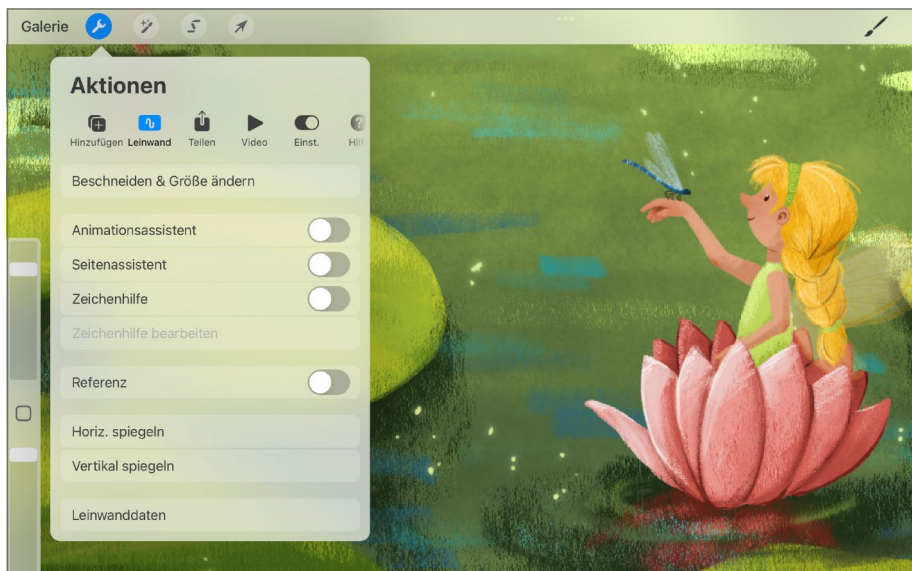 Galerie
Aktionen
Hinzufügen Leinwand Teilen Video Einst. Hilf
Beschneiden & Größe ändern
Animationsassistent
Seitenassistent
Zeichenhilfe
Zeichenhilfe bearbeiten
Referenz
Horiz. spiegeln
Vertikal spiegeln
Leinwanddaten